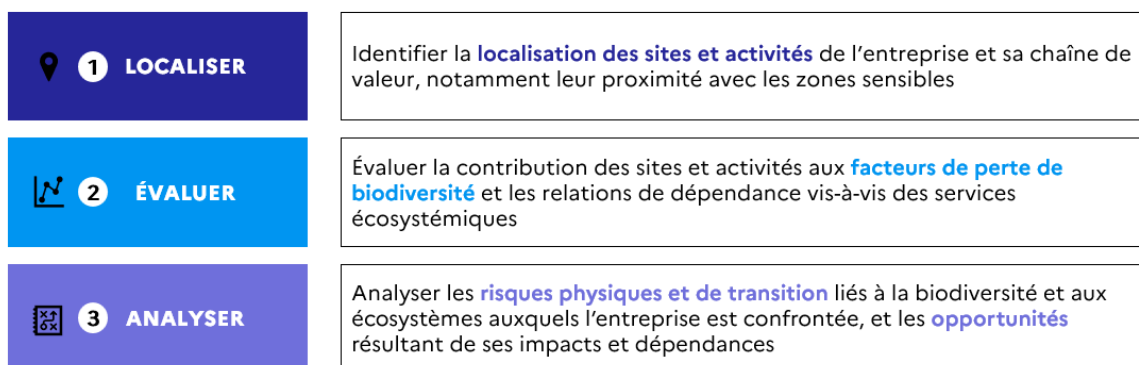 1 LOCALISER
Identifier la localisation des sites et activités de l’entreprise et sa chaîne de
valeur, notamment leur proximité avec les zones sensibles
2 ÉVALUER
Évaluer la contribution des sites et activités aux facteurs de perte de
biodiversité et les relations de dépendance vis-à-vis des services
écosystémiques
3 ANALYSER
Analyser les risques physiques et de transition liés à la biodiversité et aux
écosystèmes auxquels l’entreprise est confrontée, et les opportunités
résultant de ses impacts et dépendances